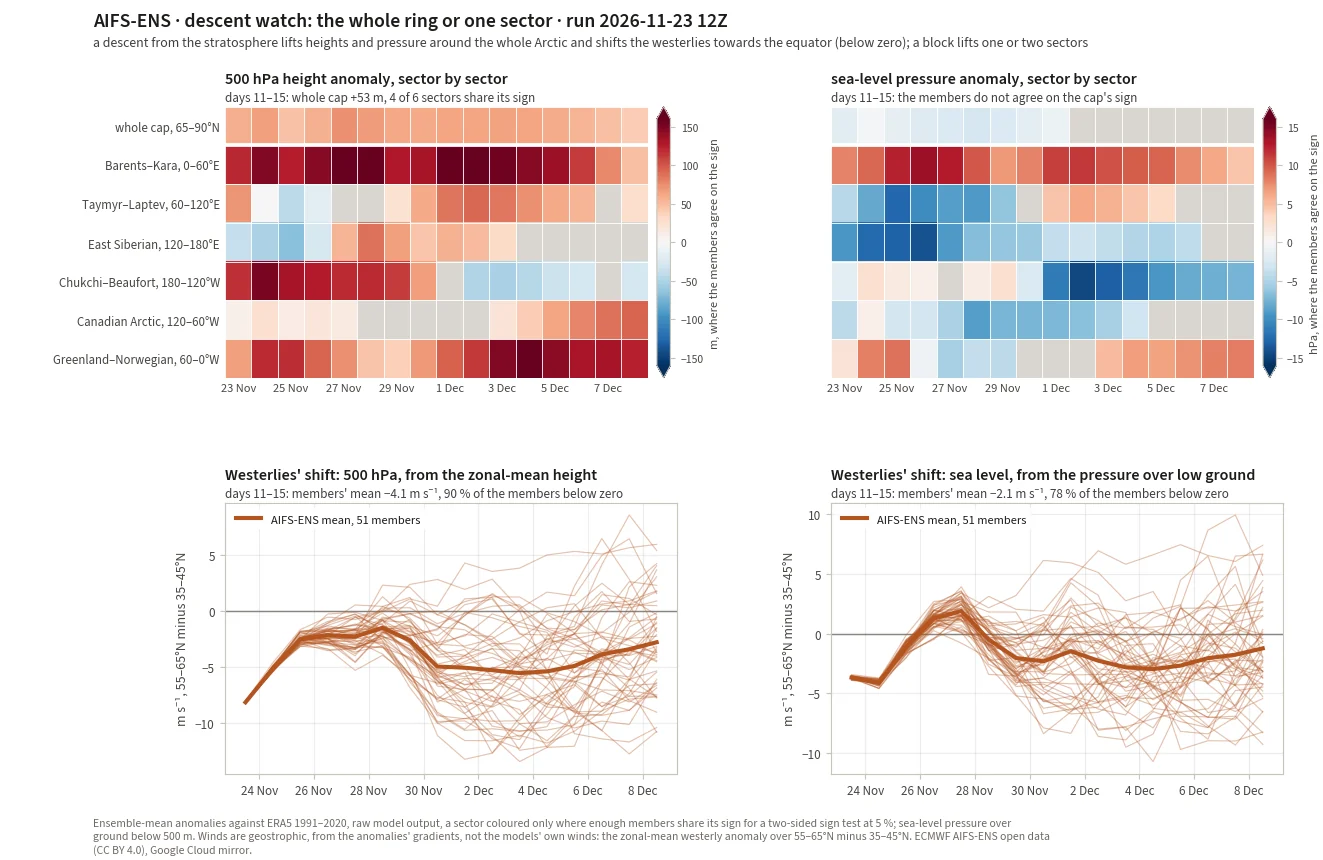 AIFS-ENS · descent watch: the whole ring or one sector · run 2026-11-23 12Z
a descent from the stratosphere lifts heights and pressure around the whole Arctic and shifts the westerlies towards the equator (below zero); a block lifts one or two sectors
500 hPa height anomaly, sector by sector
days 11–15: whole cap +53 m, 4 of 6 sectors share its sign
whole cap, 65–90°N
Barents–Kara, 0–60°E
Taymyr–Laptev, 60–120°E
East Siberian, 120–180°E
Chukchi–Beaufort, 180–120°W
Canadian Arctic, 120–60°W
Greenland–Norwegian, 60–0°W
23 Nov 25 Nov 27 Nov 29 Nov 1 Dec 3 Dec 5 Dec 7 Dec
150
100
50
0
−50
−100
−150
m, where the members agree on the sign
sea-level pressure anomaly, sector by sector
days 11–15: the members do not agree on the cap's sign
23 Nov 25 Nov 27 Nov 29 Nov 1 Dec 3 Dec 5 Dec 7 Dec
15
10
5
0
−5
−10
−15
hPa, where the members agree on the sign
Westerlies' shift: 500 hPa, from the zonal-mean height
days 11–15: members' mean −4.1 m s⁻¹, 90 % of the members below zero
AIFS-ENS mean, 51 members
m s⁻¹, 55–65°N minus 35–45°N
5
0
−5
−10
24 Nov 26 Nov 28 Nov 30 Nov 2 Dec 4 Dec 6 Dec 8 Dec
Westerlies' shift: sea level, from the pressure over low ground
days 11–15: members' mean −2.1 m s⁻¹, 78 % of the members below zero
AIFS-ENS mean, 51 members
m s⁻¹, 55–65°N minus 35–45°N
10
5
0
−5
−10
24 Nov 26 Nov 28 Nov 30 Nov 2 Dec 4 Dec 6 Dec 8 Dec
Ensemble-mean anomalies against ERA5 1991–2020, raw model output, a sector coloured only where enough members share its sign for a two-sided sign test at 5 %; sea-level pressure over
ground below 500 m. Winds are geostrophic, from the anomalies' gradients, not the models' own winds: the zonal-mean westerly anomaly over 55–65°N minus 35–45°N. ECMWF AIFS-ENS open data
(CC BY 4.0), Google Cloud mirror.